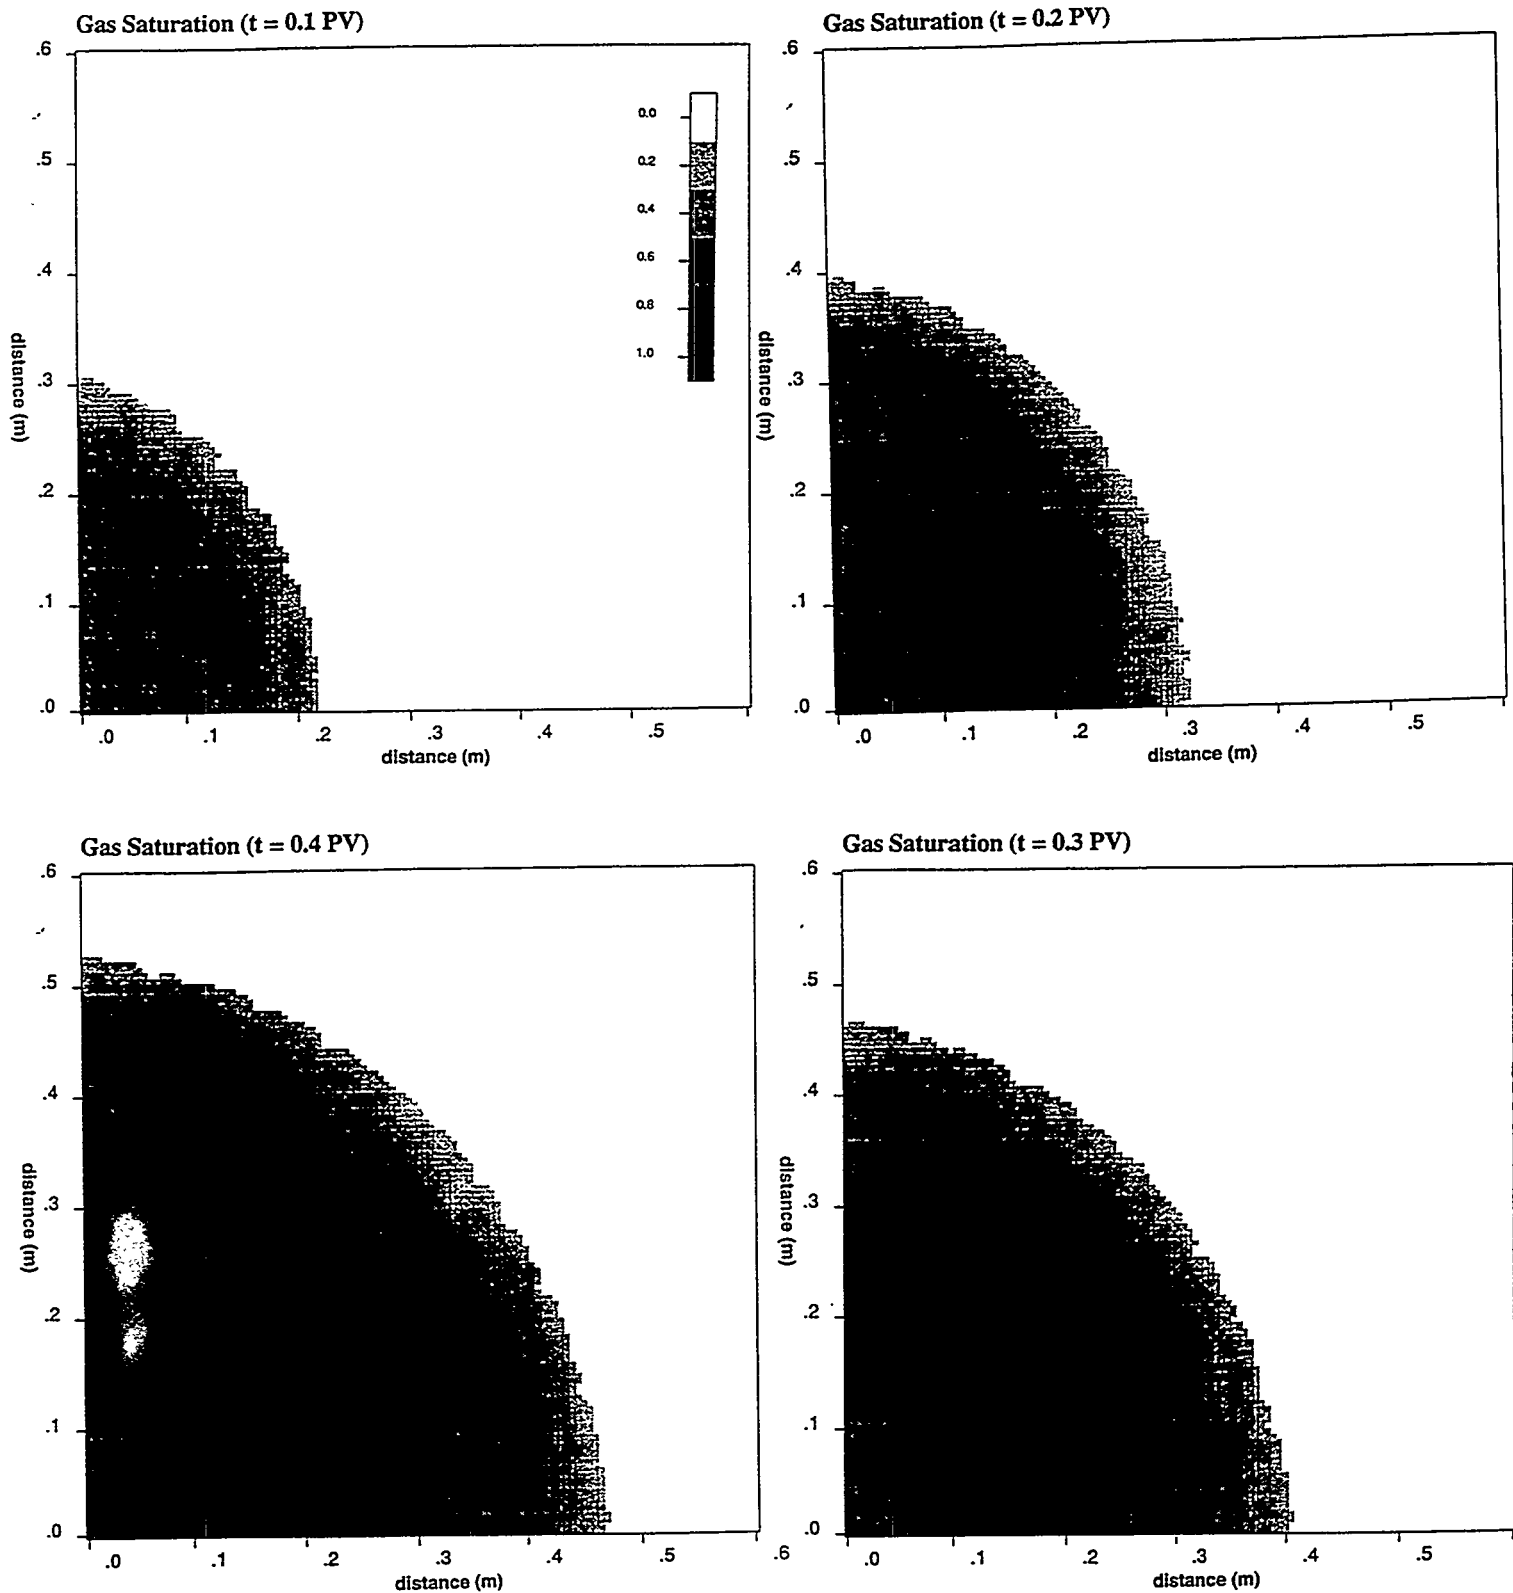 Gas Saturation (t = 0.1 PV)
.6
.5
.4
.3
.2
.1
.0
distance (m)
0.0
0.2
0.4
0.6
0.8
1.0
.0 .1 .2 .3 .4 .5
distance (m)
Gas Saturation (t = 0.2 PV)
.6
.5
.4
.3
.2
.1
.0
distance (m)
.0 .1 .2 .3 .4 .5
distance (m)
Gas Saturation (t = 0.4 PV)
.6
.5
.4
.3
.2
.1
.0
distance (m)
.0 .1 .2 .3 .4 .5 .6
distance (m)
Gas Saturation (t = 0.3 PV)
.6
.5
.4
.3
.2
.1
.0
distance (m)
.0 .1 .2 .3 .4 .5
distance (m)